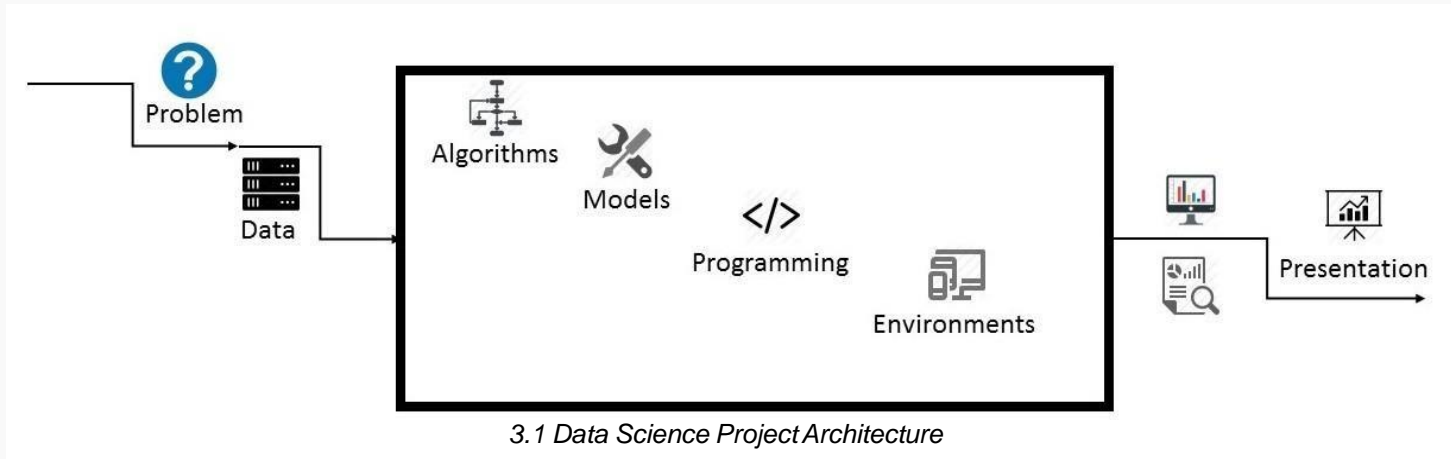 Problem
Data
Algorithms
Models
</>
Programming
Environments
Presentation
3.1 Data Science Project Architecture